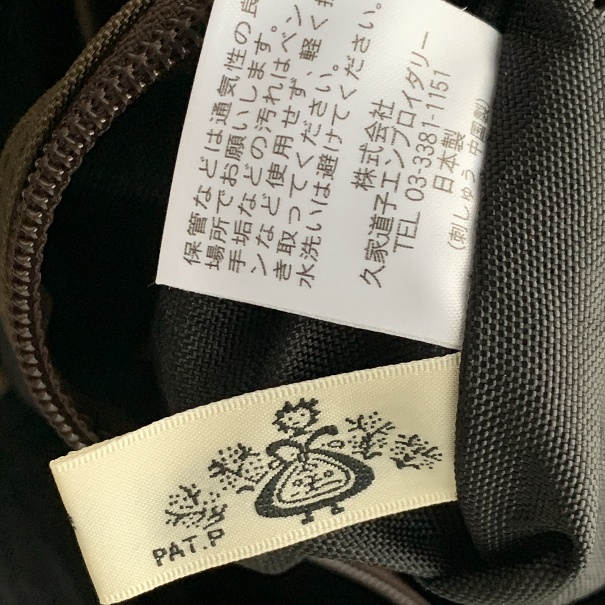 保管などは通気性の良
場所でお願いします。
手垢などの汚れはベン
ンなど使用せず、軽く
き取ってください。
水洗いは避けてください。
株式会社
久家道子エンブロイダリー
TEL 03-3381-1151
日本製
(刺しゅう 中国製
PAT.P